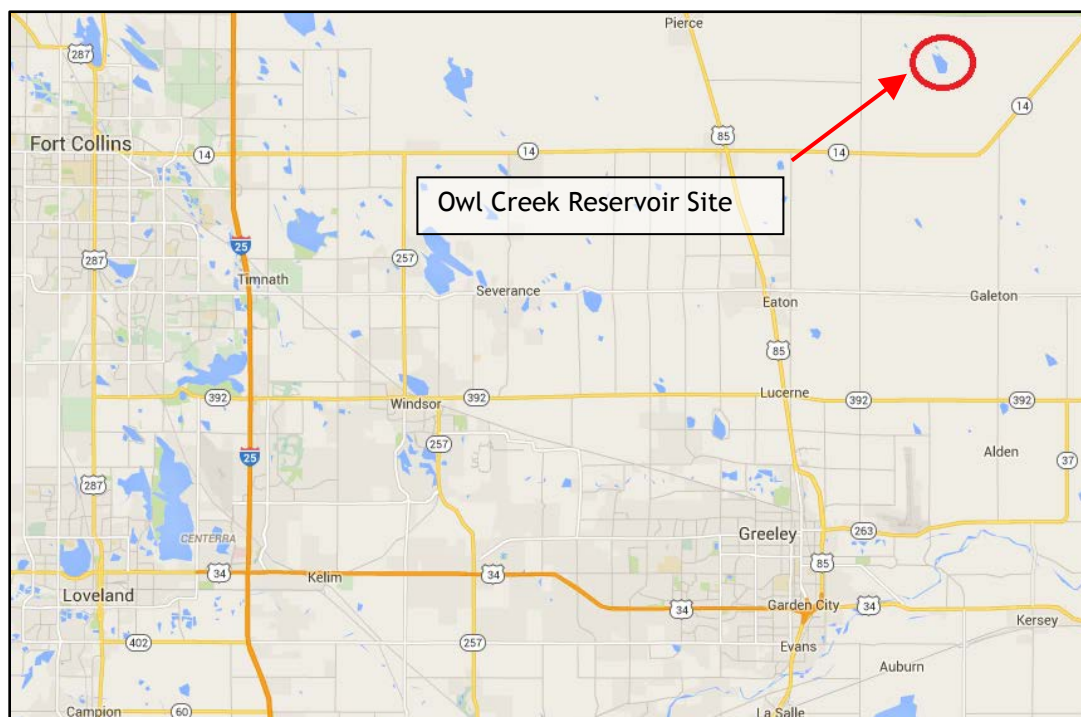 Pierce
287
14
85
Fort Collins
14
14
14
Owl Creek Reservoir Site
25
287
257
Timnath
Severance
Eaton
Galeton
85
392
Windsor
392
Lucerne
392
392
257
Alden
25
37
287
CENTERRA
Greeley
263
34
Kelim
34
85
Loveland
34
Garden City
34
Kersey
402
257
Evans
Auburn
Campion
60
La Salle